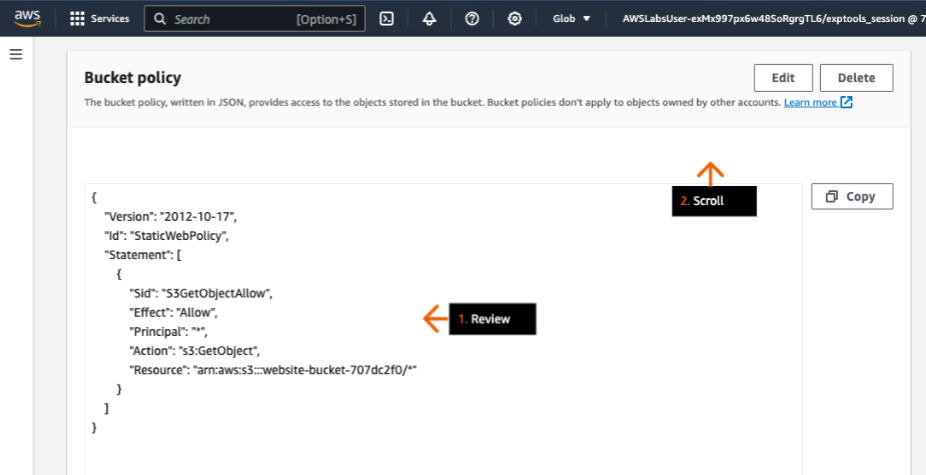 aws
Services
Search
[Option+S]
Glob
AWSLabsUser-exMx997px6w48SoRgrgTL6/exptools_session @ 7
Bucket policy
Edit
Delete
The bucket policy, written in JSON, provides access to the objects stored in the bucket. Bucket policies don't apply to objects owned by other accounts. Learn more
2. Scroll
Copy
{
"Version": "2012-10-17",
"Id": "StaticWebPolicy",
"Statement": [
{
"Sid": "S3GetObjectAllow",
"Effect": "Allow",
1. Review
"Principal": "*",
"Action": "s3:GetObject",
"Resource": "arn:aws:s3:::website-bucket-707dc2f0/*"
}
]
}